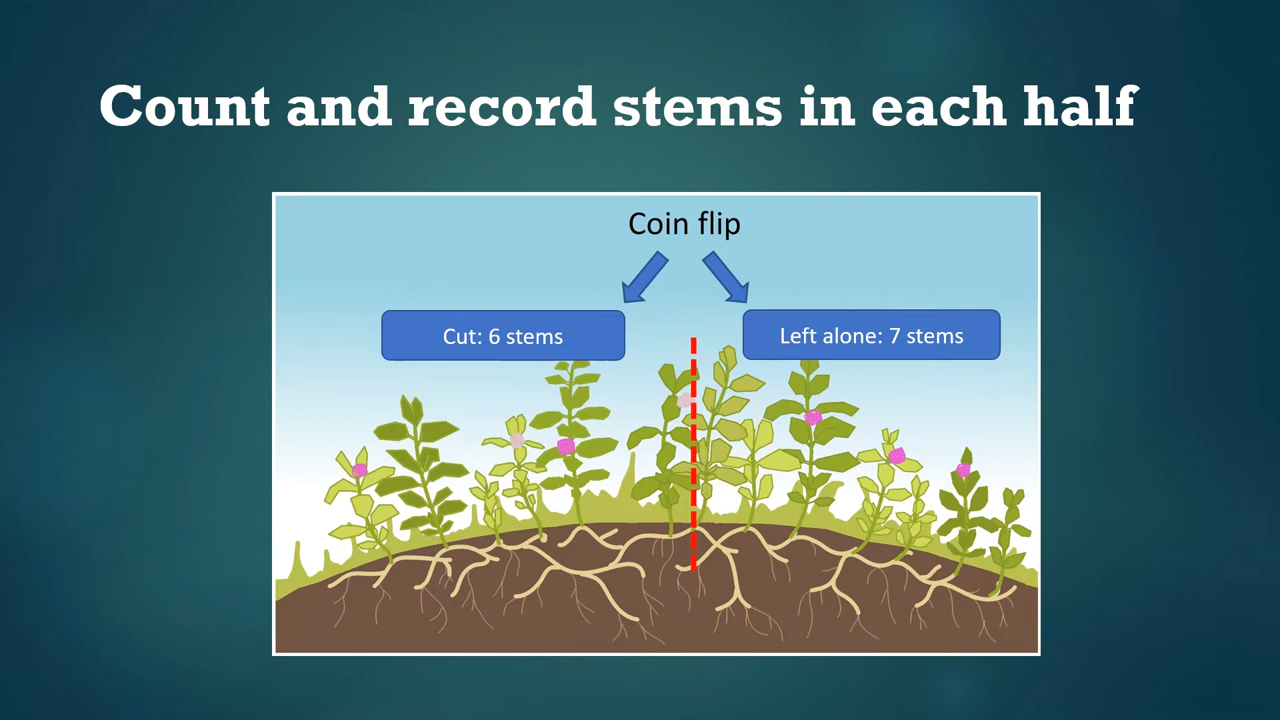 Count and record stems in each half
Coin flip
Cut: 6 stems
Left alone: 7 stems